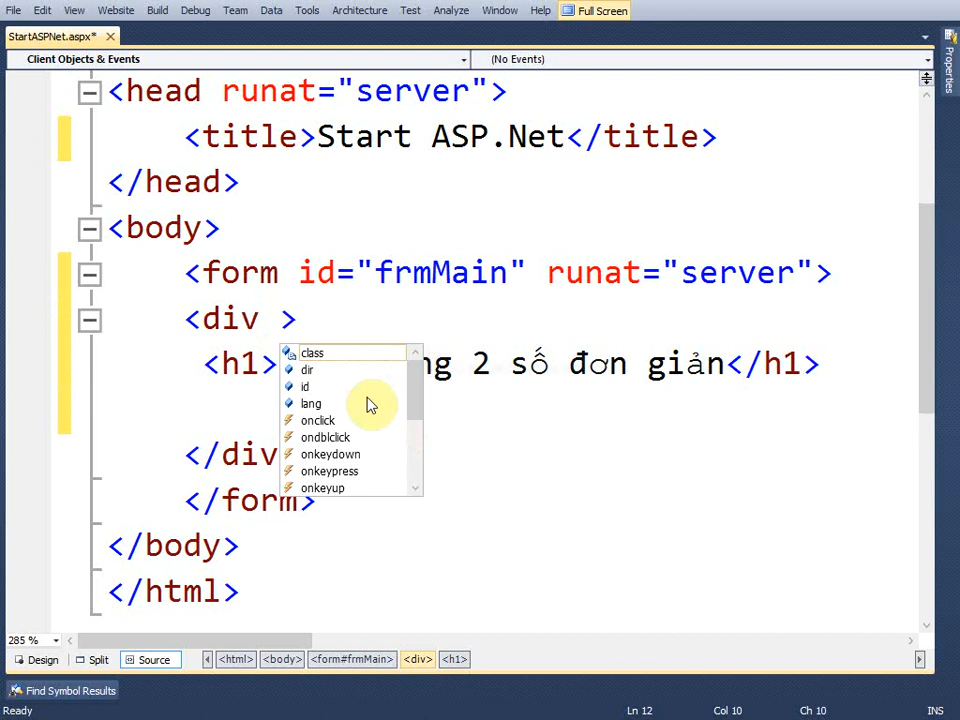 File Edit View Website Build Debug Team Data Tools Architecture Test Analyze Window Help Full Screen
StartASPNet.aspx*
Properties
Client Objects & Events (No Events)
<head runat="server">
<title>Start ASP.Net</title>
</head>
<body>
<form id="frmMain" runat="server">
<div >
<h1> ng 2 số đơn giản</h1>
class
dir
id
lang
onclick
ondblclick
onkeydown
onkeypress
onkeyup
</div
</form>
</body>
</html>
285 %
Design Split Source <html> <body> <form#frmMain> <div> <h1>
Find Symbol Results
Ready Ln 12 Col 10 Ch 10 INS